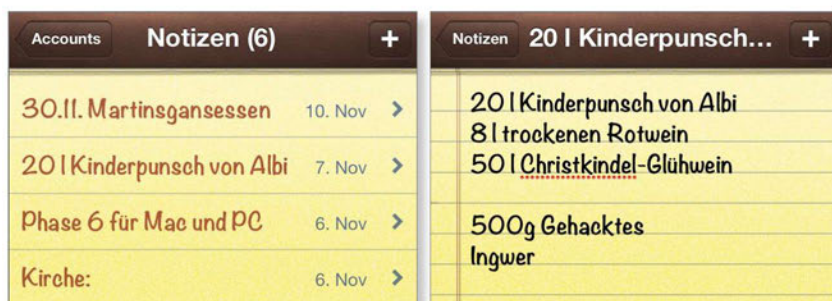 Accounts Notizen (6) +
30.11. Martinsgansessen 10. Nov
20 l Kinderpunsch von Albi 7. Nov
Phase 6 für Mac und PC 6. Nov
Kirche: 6. Nov
Notizen 20 l Kinderpunsch... +
20 l Kinderpunsch von Albi
8 l trockenen Rotwein
50 l Christkindel-Glühwein
500g Gehacktes
Ingwer